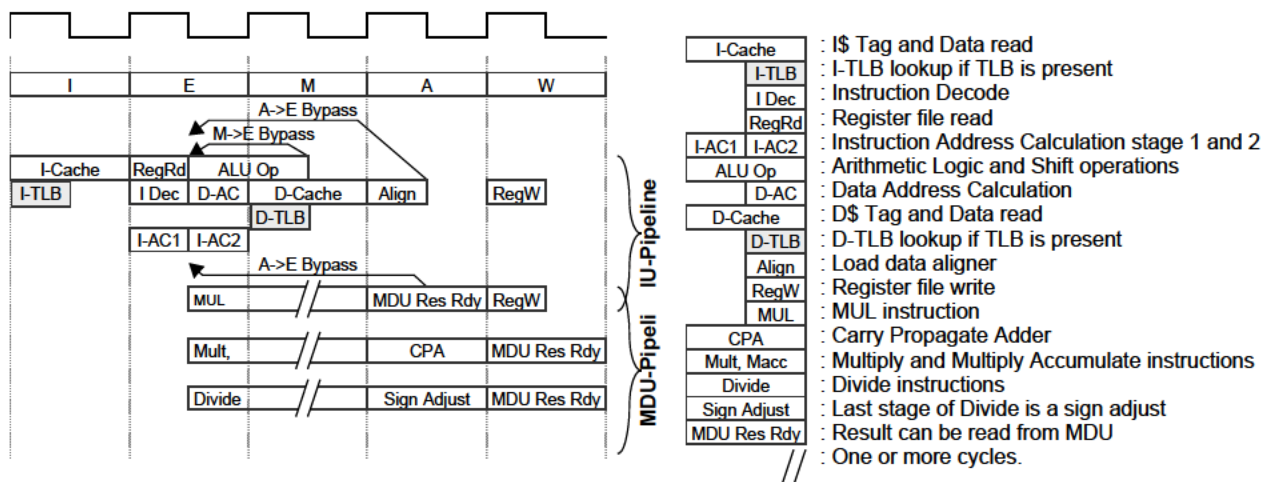 I E M A W
A->E Bypass
M->E Bypass
I-Cache RegRd ALU Op
I-TLB I Dec D-AC D-Cache Align RegW
D-TLB
I-AC1 I-AC2
A->E Bypass
MUL // MDU Res Rdy RegW
Mult, // CPA MDU Res Rdy
Divide // Sign Adjust MDU Res Rdy
IU-Pipeline
MDU-Pipeli
I-Cache : I$ Tag and Data read
I-TLB : I-TLB lookup if TLB is present
I Dec : Instruction Decode
RegRd : Register file read
I-AC1 I-AC2 : Instruction Address Calculation stage 1 and 2
ALU Op : Arithmetic Logic and Shift operations
D-AC : Data Address Calculation
D-Cache : D$ Tag and Data read
D-TLB : D-TLB lookup if TLB is present
Align : Load data aligner
RegW : Register file write
MUL : MUL instruction
CPA : Carry Propagate Adder
Mult, Macc : Multiply and Multiply Accumulate instructions
Divide : Divide instructions
Sign Adjust : Last stage of Divide is a sign adjust
MDU Res Rdy : Result can be read from MDU
// : One or more cycles.